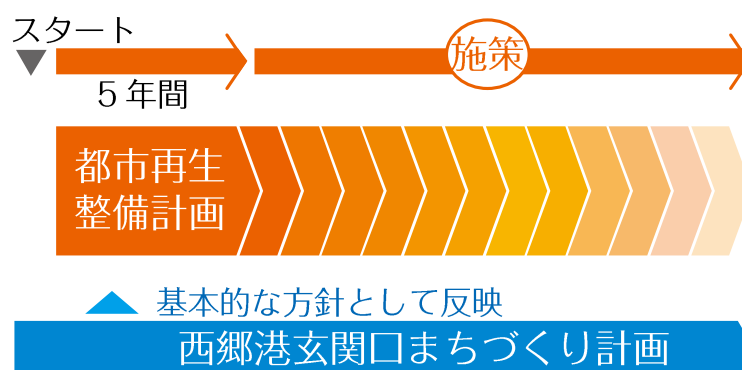 スタート
施策
5年間
都市再生
整備計画
基本的な方針として反映
西郷港玄関口まちづくり計画